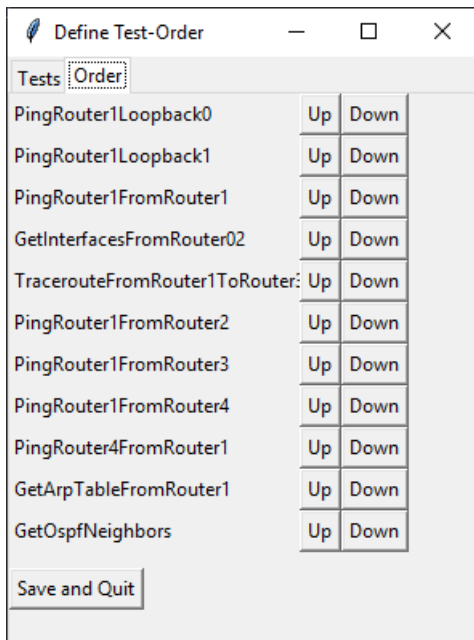 Define Test-Order
Tests Order
PingRouter1Loopback0 Up Down
PingRouter1Loopback1 Up Down
PingRouter1FromRouter1 Up Down
GetInterfacesFromRouter02 Up Down
TracerouteFromRouter1ToRouter3 Up Down
PingRouter1FromRouter2 Up Down
PingRouter1FromRouter3 Up Down
PingRouter1FromRouter4 Up Down
PingRouter4FromRouter1 Up Down
GetArpTableFromRouter1 Up Down
GetOspfNeighbors Up Down
Save and Quit